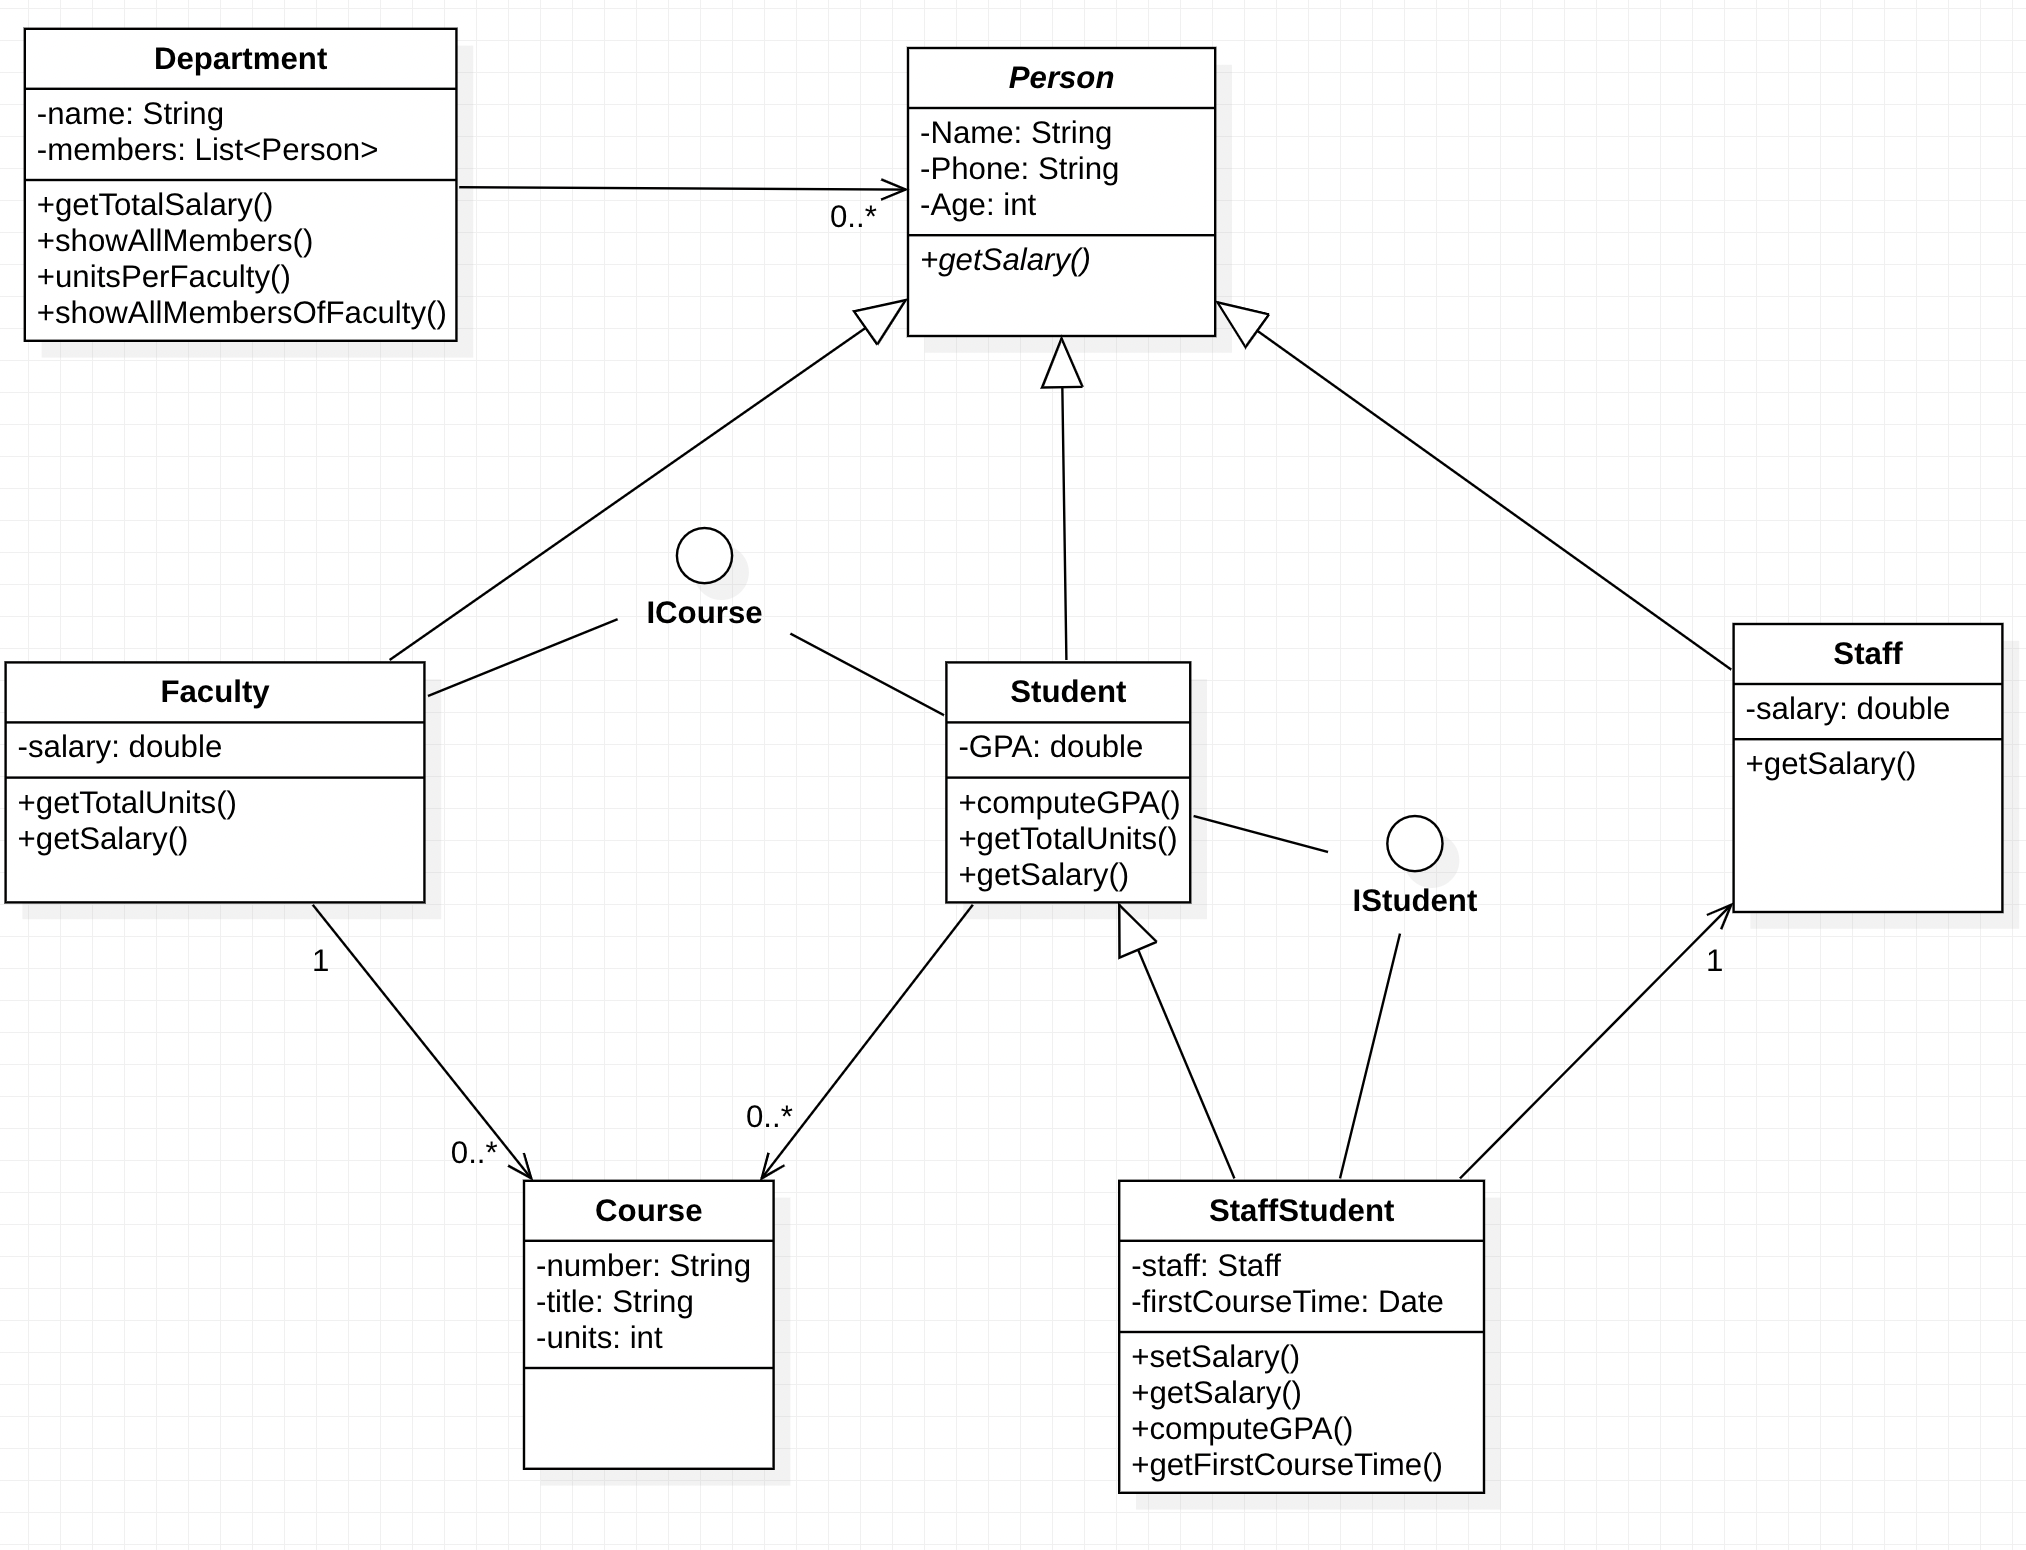 Department
-name: String
-members: List<Person>
+getTotalSalary()
+showAllMembers()
+unitsPerFaculty()
+showAllMembersOfFaculty()
0..*
Person
-Name: String
-Phone: String
-Age: int
+getSalary()
ICourse
Faculty
-salary: double
+getTotalUnits()
+getSalary()
Student
-GPA: double
+computeGPA()
+getTotalUnits()
+getSalary()
IStudent
Staff
-salary: double
+getSalary()
1
0..*
0..*
1
Course
-number: String
-title: String
-units: int
StaffStudent
-staff: Staff
-firstCourseTime: Date
+setSalary()
+getSalary()
+computeGPA()
+getFirstCourseTime()